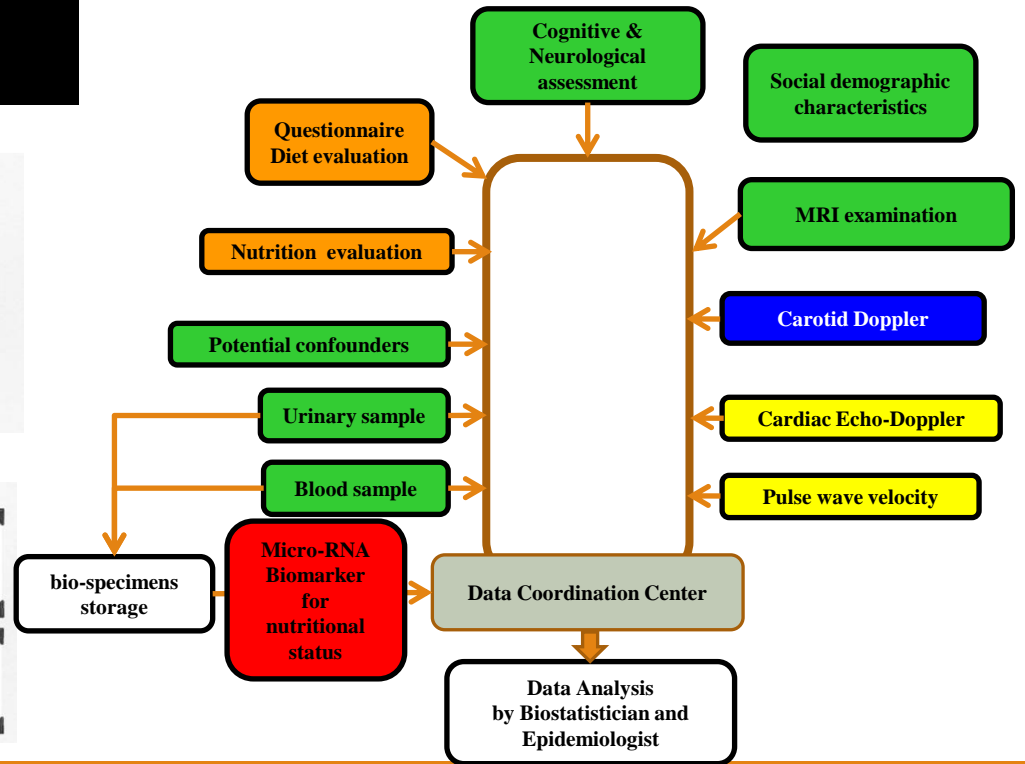 Cognitive &
Neurological
assessment
Social demographic
characteristics
Questionnaire
Diet evaluation
MRI examination
Nutrition evaluation
Carotid Doppler
Potential confounders
Urinary sample
Cardiac Echo-Doppler
Blood sample
Pulse wave velocity
Micro-RNA
Biomarker
for
nutritional
status
bio-specimens
storage
Data Coordination Center
Data Analysis
by Biostatistician and
Epidemiologist